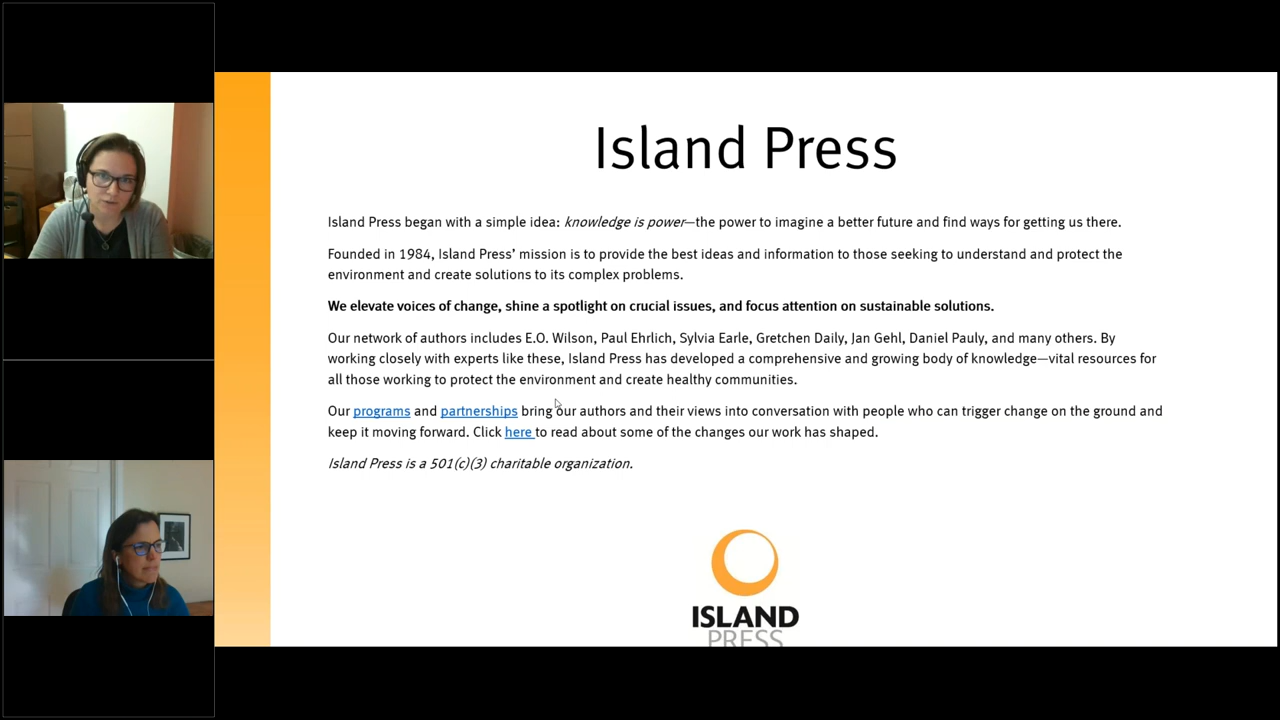 Island Press
Island Press began with a simple idea: knowledge is power—the power to imagine a better future and find ways for getting us there.
Founded in 1984, Island Press’ mission is to provide the best ideas and information to those seeking to understand and protect the
environment and create solutions to its complex problems.
We elevate voices of change, shine a spotlight on crucial issues, and focus attention on sustainable solutions.
Our network of authors includes E.O. Wilson, Paul Ehrlich, Sylvia Earle, Gretchen Daily, Jan Gehl, Daniel Pauly, and many others. By
working closely with experts like these, Island Press has developed a comprehensive and growing body of knowledge—vital resources for
all those working to protect the environment and create healthy communities.
Our programs and partnerships bring our authors and their views into conversation with people who can trigger change on the ground and
keep it moving forward. Click here to read about some of the changes our work has shaped.
Island Press is a 501(c)(3) charitable organization.
ISLAND
PRESS